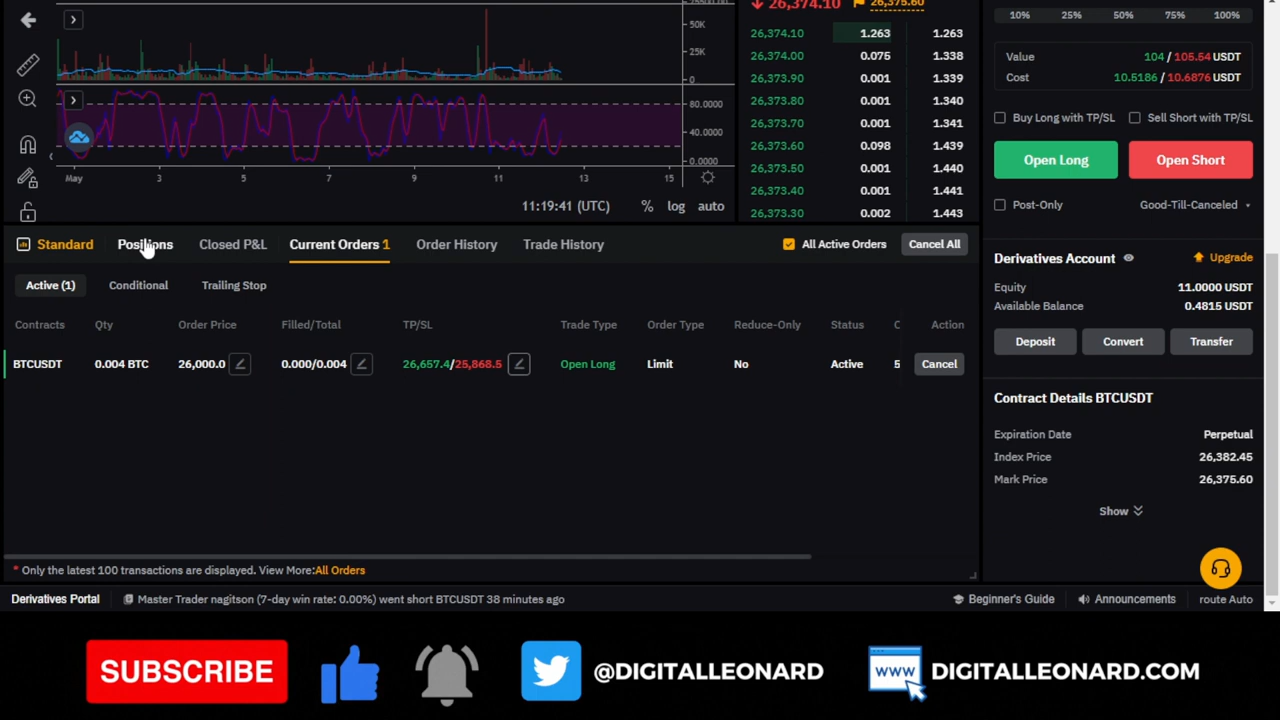 50K
25K
0
80.0000
40.0000
0.0000
May 3 5 7 9 11 13 15
11:19:41 (UTC) % log auto
26,374.10 26,375.60
26,374.10 1.263 1.263
26,374.00 0.075 1.338
26,373.90 0.001 1.339
26,373.80 0.001 1.340
26,373.70 0.001 1.341
26,373.60 0.098 1.439
26,373.50 0.001 1.440
26,373.40 0.001 1.441
26,373.30 0.002 1.443
10% 25% 50% 75% 100%
Value 104 / 105.54 USDT
Cost 10.5186 / 10.6876 USDT
Buy Long with TP/SL Sell Short with TP/SL
Open Long Open Short
Post-Only Good-Till-Canceled
Standard Positions Closed P&L Current Orders 1 Order History Trade History All Active Orders Cancel All
Active (1) Conditional Trailing Stop
Contracts Qty Order Price Filled/Total TP/SL Trade Type Order Type Reduce-Only Status C Action
BTCUSDT 0.004 BTC 26,000.0 0.000/0.004 26,657.4/25,868.5 Open Long Limit No Active 5 Cancel
Derivatives Account Upgrade
Equity 11.0000 USDT
Available Balance 0.4815 USDT
Deposit Convert Transfer
Contract Details BTCUSDT
Expiration Date Perpetual
Index Price 26,382.45
Mark Price 26,375.60
Show
* Only the latest 100 transactions are displayed. View More:All Orders
Derivatives Portal Master Trader nagitson (7-day win rate: 0.00%) went short BTCUSDT 38 minutes ago Beginner's Guide Announcements route Auto
SUBSCRIBE @DIGITALLEONARD WWW DIGITALLEONARD.COM